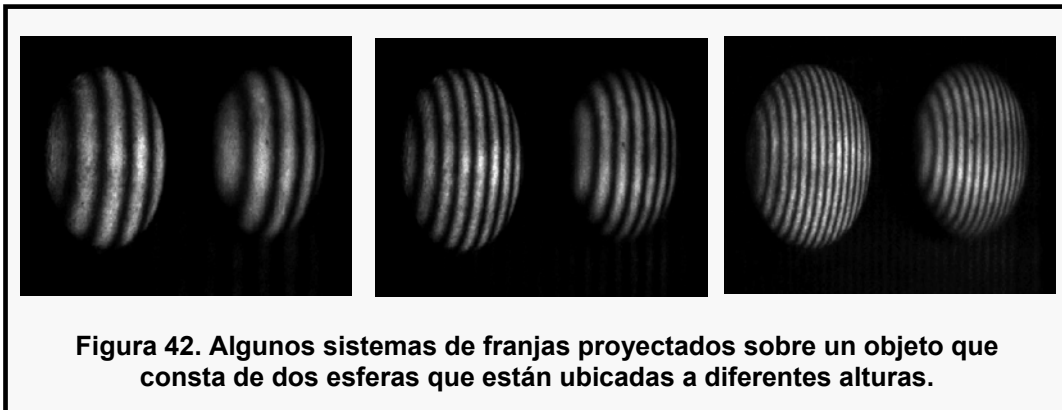 Figura 42. Algunos sistemas de franjas proyectados sobre un objeto que
consta de dos esferas que están ubicadas a diferentes alturas.